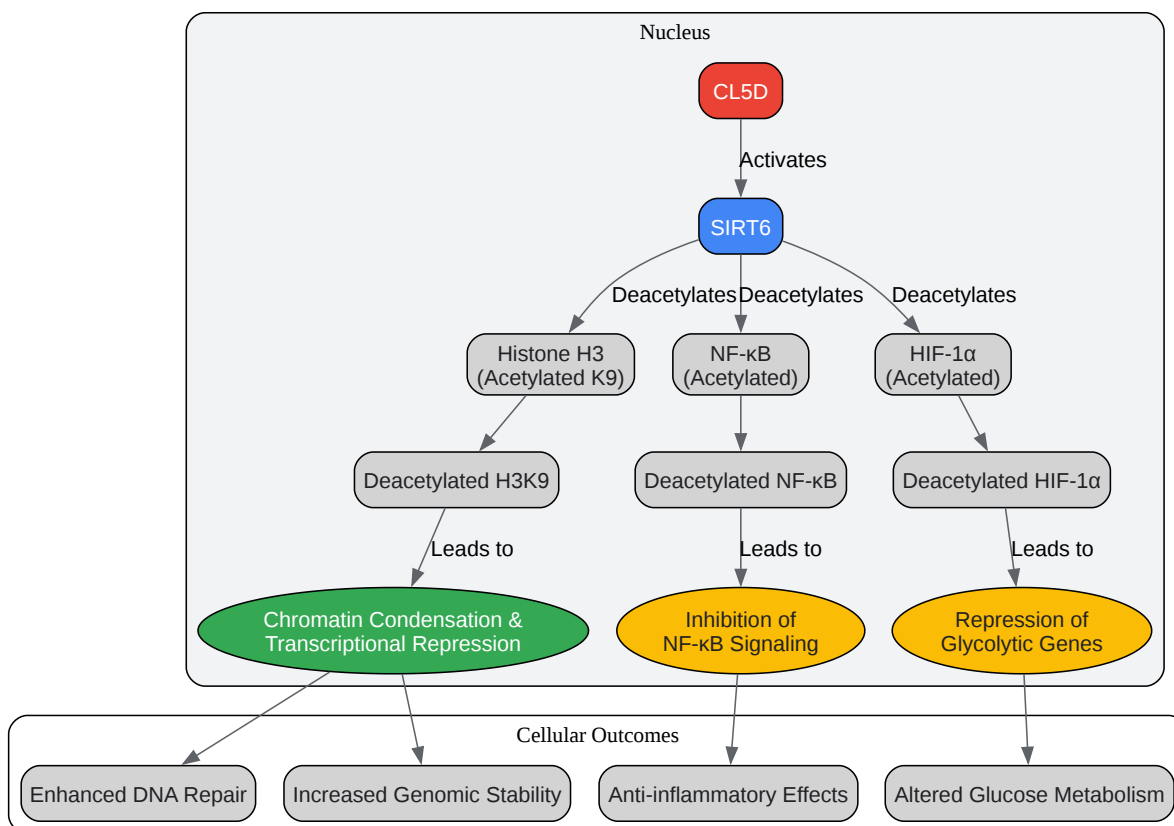 Nucleus
CL5D
Activates
SIRT6
Deacetylates
Deacetylates
Deacetylates
Histone H3
(Acetylated K9)
NF-κB
(Acetylated)
HIF-1α
(Acetylated)
Deacetylated H3K9
Deacetylated NF-κB
Deacetylated HIF-1α
Leads to
Leads to
Leads to
Chromatin Condensation &
Transcriptional Repression
Inhibition of
NF-κB Signaling
Repression of
Glycolytic Genes
Cellular Outcomes
Enhanced DNA Repair
Increased Genomic Stability
Anti-inflammatory Effects
Altered Glucose Metabolism